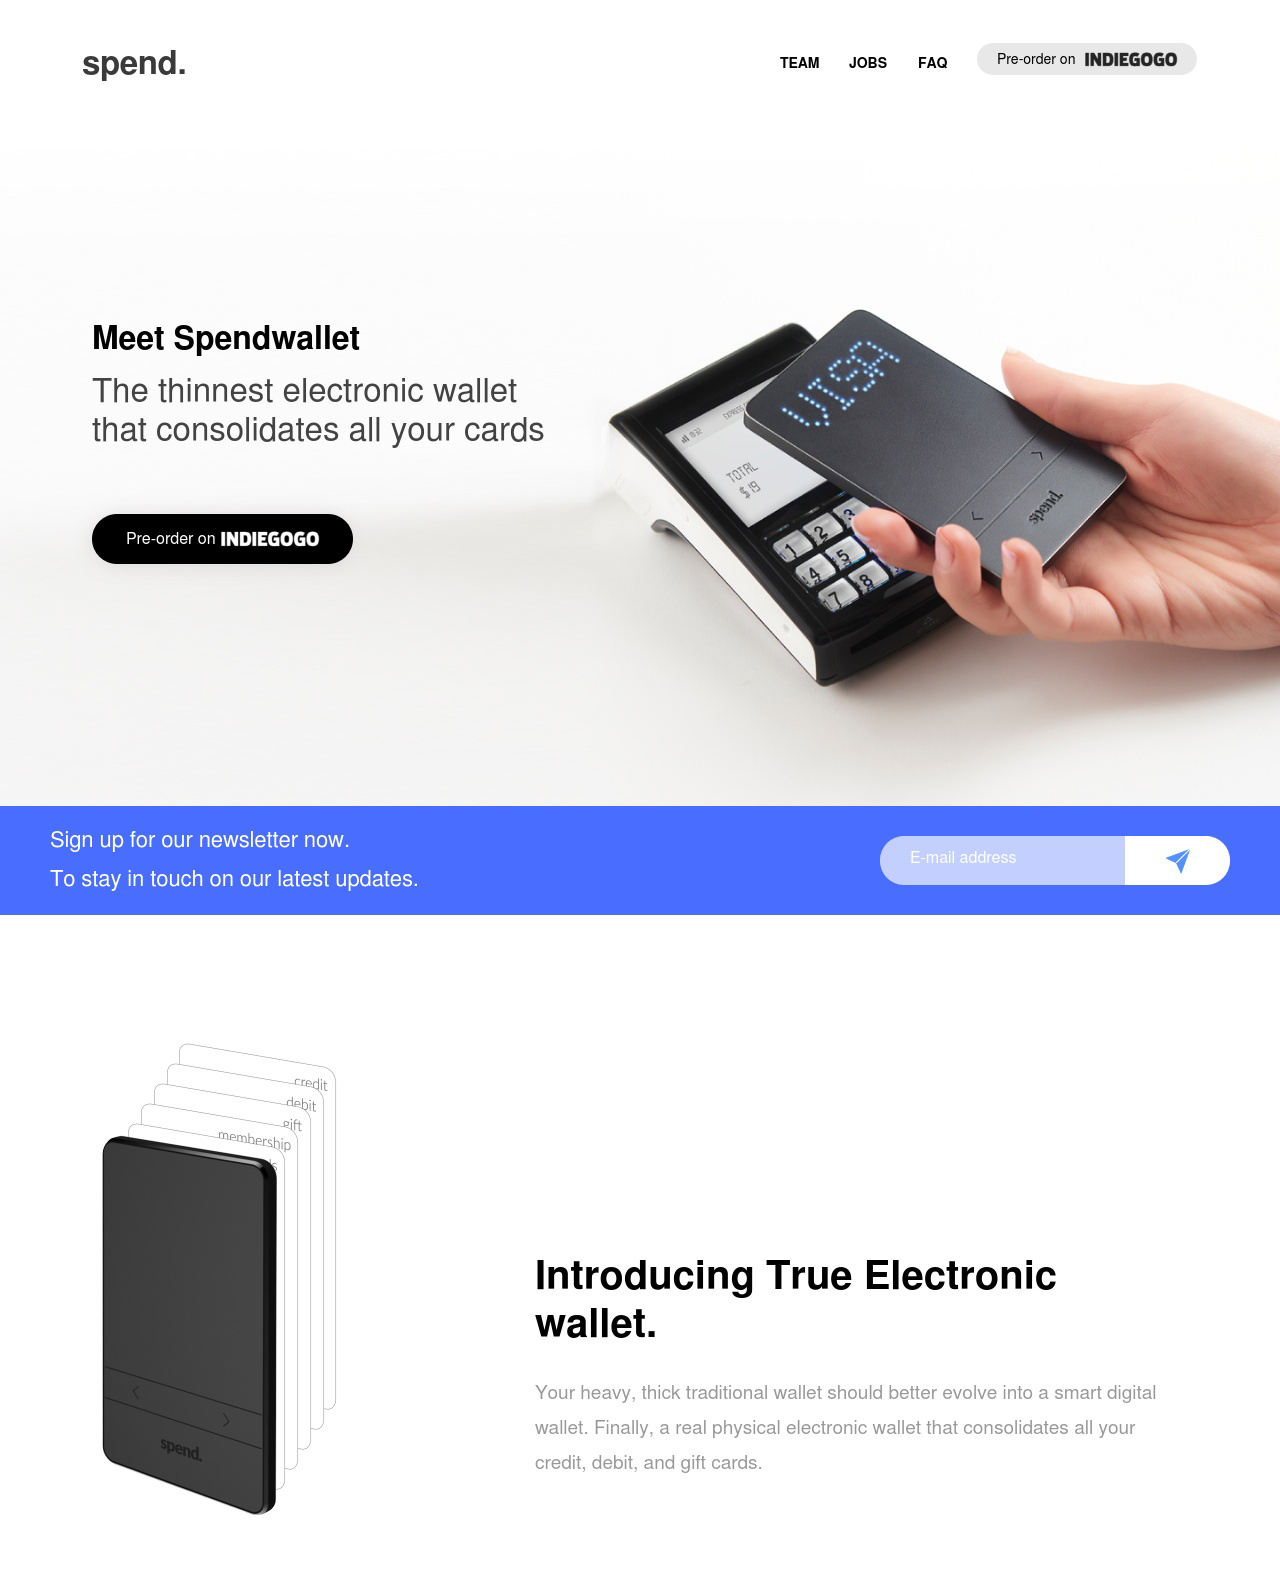 spend.
TEAM JOBS FAQ Pre-order on INDIEGOGO
Meet Spendwallet
The thinnest electronic wallet
that consolidates all your cards
Pre-order on INDIEGOGO
VISA
TOTAL
$19
1 2 3
4 5
7 8
spend.
Sign up for our newsletter now.
To stay in touch on our latest updates.
E-mail address
credit
debit
gift
membership
spend.
Introducing True Electronic
wallet.
Your heavy, thick traditional wallet should better evolve into a smart digital
wallet. Finally, a real physical electronic wallet that consolidates all your
credit, debit, and gift cards.